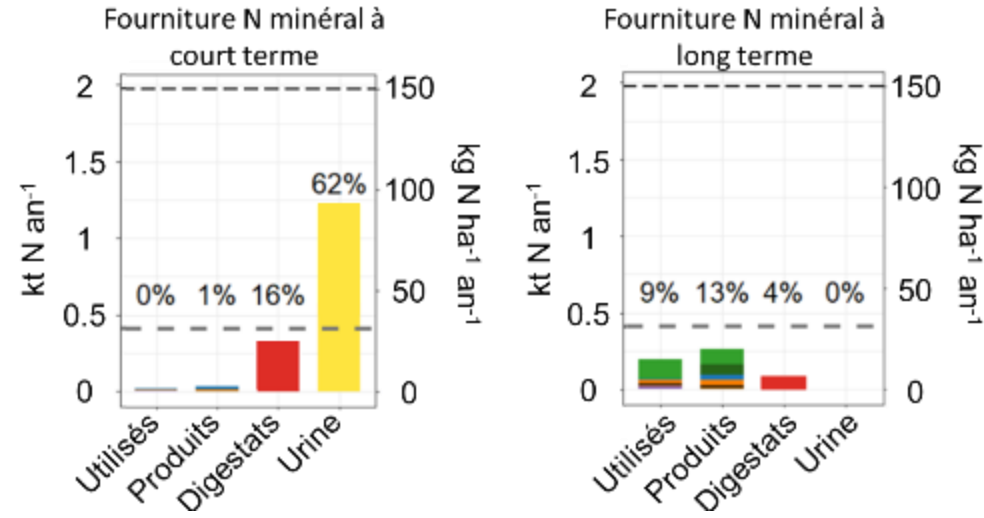 Fourniture N minéral à
court terme
2
1.5
1
0.5
0
kt N an⁻¹
150
100
50
0
kg N ha⁻¹ an⁻¹
0%
1%
16%
62%
Utilisés
Produits
Digestats
Urine
Fourniture N minéral à
long terme
2
1.5
1
0.5
0
kt N an⁻¹
150
100
50
0
kg N ha⁻¹ an⁻¹
9%
13%
4%
0%
Utilisés
Produits
Digestats
Urine